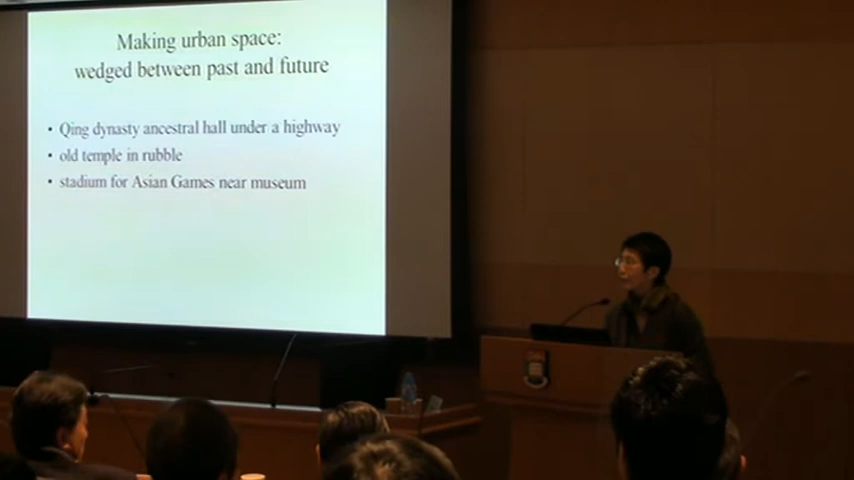 Making urban space:
wedged between past and future
• Qing dynasty ancestral hall under a highway
• old temple in rubble
• stadium for Asian Games near museum